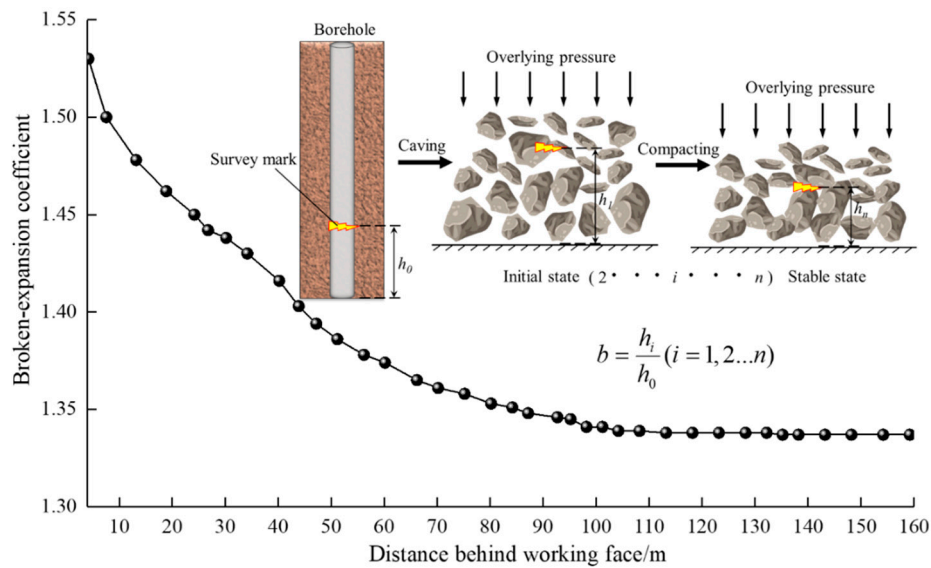 Borehole
Overlying pressure
Overlying pressure
Caving
Compacting
Survey mark
h₁
hₙ
h₀
Initial state (2 · · · i · · · n) Stable state
b = hᵢ/h₀ (i = 1, 2...n)
Broken-expansion coefficient
1.55
1.50
1.45
1.40
1.35
1.30
10 20 30 40 50 60 70 80 90 100 110 120 130 140 150 160
Distance behind working face/m